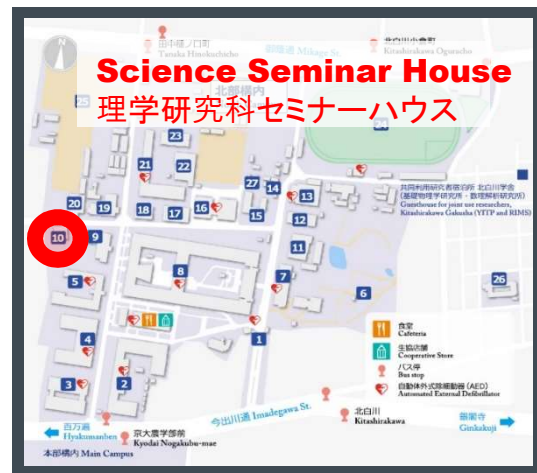 田中樋ノ口町
Tanaka Hinokuchicho
御蔭通 Mikage St.
北白川小倉町
Kitashirakawa Oguracho
Science Seminar House
理学研究科セミナーハウス
北部構内
N
25
24
23
21
22
27
14
13
20
19
18
17
16
15
12
共同利用研究者宿泊所 北白川学舎
(基礎物理学研究所・数理解析研究所)
Guesthouse for joint use researchers,
Kitashirakawa Gakusha (YITP and RIMS)
10
9
11
5
8
7
6
26
4
1
3
2
食堂
Cafeteria
生協店舗
Cooperative Store
バス停
Bus stop
自動体外式除細動器 (AED)
Automated External Defibrillator
今出川通 Imadegawa St.
北白川
Kitashirakawa
百万遍
Hyakumanben
京大農学部前
Kyodai Nogakubu-mae
銀閣寺
Ginkakuji
本部構内 Main Campus